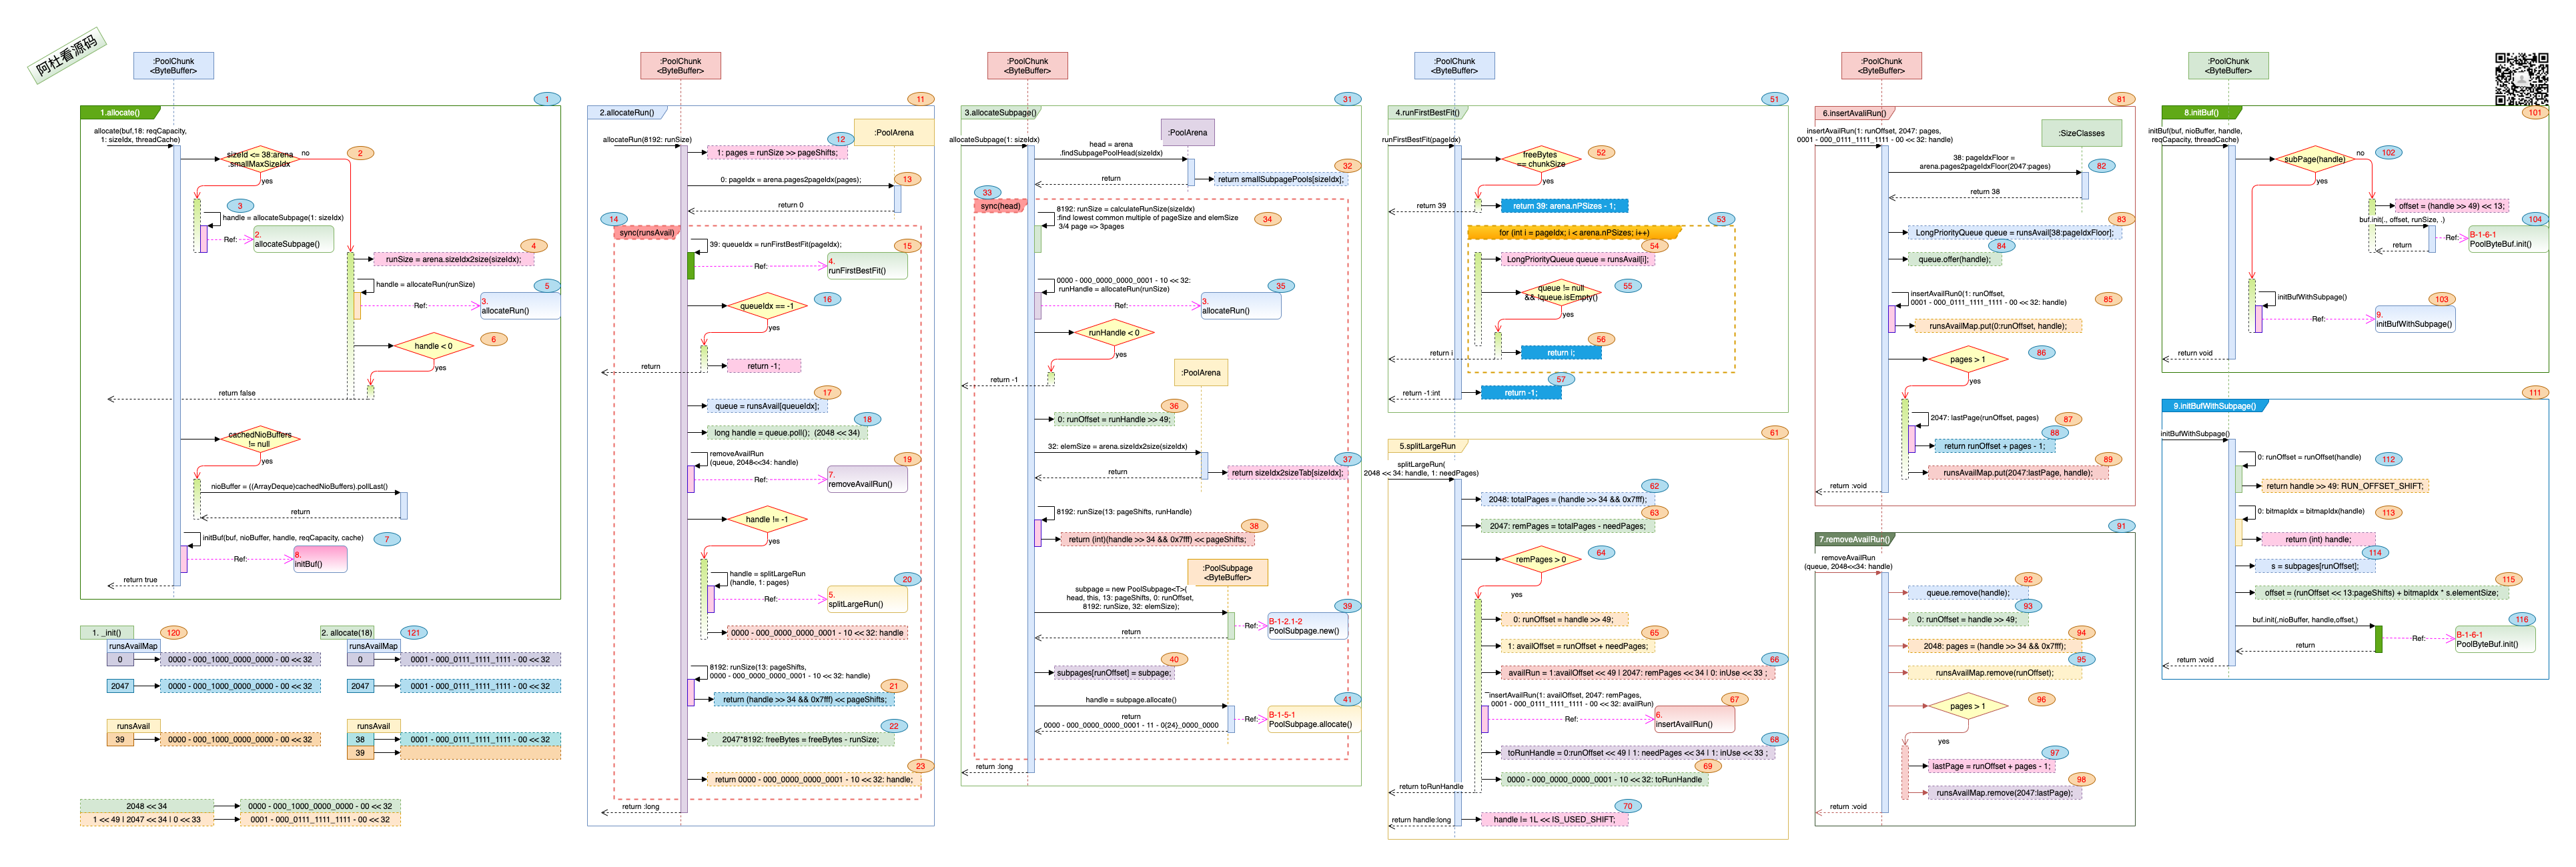 阿杜看源码
:PoolChunk
<ByteBuffer>
1
1.allocate()
allocate(buf,18: reqCapacity,
1: sizeIdx, threadCache)
sizeId <= 38:arena
.smallMaxSizeIdx
no
2
yes
3
handle = allocateSubpage(1: sizeIdx)
Ref:
2.
allocateSubpage()
4
runSize = arena.sizeIdx2size(sizeIdx);
5
handle = allocateRun(runSize)
Ref:
3.
allocateRun()
6
handle < 0
yes
return false
cachedNioBuffers
!= null
yes
nioBuffer = ((ArrayDeque)cachedNioBuffers).pollLast()
return
7
initBuf(buf, nioBuffer, handle, reqCapacity, cache)
Ref:
8.
initBuf()
return true
1. _init()
120
runsAvailMap
0
0000 - 000_1000_0000_0000 - 00 << 32
2047
0000 - 000_1000_0000_0000 - 00 << 32
runsAvail
39
0000 - 000_1000_0000_0000 - 00 << 32
2. allocate(18)
121
runsAvailMap
0
0001 - 000_0111_1111_1111 - 00 << 32
2047
0001 - 000_0111_1111_1111 - 00 << 32
runsAvail
38
0001 - 000_0111_1111_1111 - 00 << 32
39
2048 << 34
0000 - 000_1000_0000_0000 - 00 << 32
1 << 49 | 2047 << 34 | 0 << 33
0001 - 000_0111_1111_1111 - 00 << 32
:PoolChunk
<ByteBuffer>
11
2.allocateRun()
:PoolArena
allocateRun(8192: runSize)
12
1: pages = runSize >> pageShifts;
13
0: pageIdx = arena.pages2pageIdx(pages);
return 0
14
sync(runsAvail)
15
39: queueIdx = runFirstBestFit(pageIdx);
Ref:
4.
runFirstBestFit()
16
queueIdx == -1
yes
return
return -1;
17
queue = runsAvail[queueIdx];
18
long handle = queue.poll(); (2048 << 34)
19
removeAvailRun
(queue, 2048<<34: handle)
Ref:
7.
removeAvailRun()
handle != -1
yes
20
handle = splitLargeRun
(handle, 1: pages)
Ref:
5.
splitLargeRun()
0000 - 000_0000_0000_0001 - 10 << 32: handle
8192: runSize(13: pageShifts,
0000 - 000_0000_0000_0001 - 10 << 32: handle)
21
return (handle >> 34 && 0x7fff) << pageShifts;
22
2047*8192: freeBytes = freeBytes - runSize;
23
return 0000 - 000_0000_0000_0001 - 10 << 32: handle;
return :long
:PoolChunk
<ByteBuffer>
31
3.allocateSubpage()
:PoolArena
allocateSubpage(1: sizeIdx)
head = arena
.findSubpagePoolHead(sizeIdx)
32
return smallSubpagePools[sizeIdx];
return
33
sync(head)
34
8192: runSize = calculateRunSize(sizeIdx)
:find lowest common multiple of pageSize and elemSize
3/4 page => 3pages
35
0000 - 000_0000_0000_0001 - 10 << 32:
runHandle = allocateRun(runSize)
Ref:
3.
allocateRun()
runHandle < 0
yes
return -1
:PoolArena
36
0: runOffset = runHandle >> 49;
32: elemSize = arena.sizeIdx2size(sizeIdx)
37
return sizeIdx2sizeTab[sizeIdx];
return
8192: runSize(13: pageShifts, runHandle)
38
return (int)(handle >> 34 && 0x7fff) << pageShifts;
:PoolSubpage
<ByteBuffer>
subpage = new PoolSubpage<T>(
head, this, 13: pageShifts, 0: runOffset,
8192: runSize, 32: elemSize);
39
Ref:
B-1-2.1-2
PoolSubpage.new()
return
40
subpages[runOffset] = subpage;
41
handle = subpage.allocate()
return
0000 - 000_0000_0000_0001 - 11 - 0{24}_0000_0000
Ref:
B-1-5-1
PoolSubpage.allocate()
return :long
:PoolChunk
<ByteBuffer>
51
4.runFirstBestFit()
runFirstBestFit(pageIdx)
52
freeBytes
== chunkSize
yes
return 39
return 39: arena.nPSizes - 1;
53
for (int i = pageIdx; i < arena.nPSizes; i++)
54
LongPriorityQueue queue = runsAvail[i];
55
queue != null
&& !queue.isEmpty()
yes
56
return i
return i;
57
return -1:int
return -1;
61
5.splitLargeRun
splitLargeRun(
2048 << 34: handle, 1: needPages)
62
2048: totalPages = (handle >> 34 && 0x7fff);
63
2047: remPages = totalPages - needPages
64
remPages > 0
yes
0: runOffset = handle >> 49;
65
1: availOffset = runOffset + needPages;
66
availRun = 1:availOffset << 49 | 2047: remPages << 34 | 0: inUse << 33 ;
67
insertAvailRun(1: availOffset, 2047: remPages,
0001 - 000_0111_1111_1111 - 00 << 32: availRun)
Ref:
6.
insertAvailRun()
68
toRunHandle = 0:runOffset << 49 | 1: needPages << 34 | 1: inUse << 33 ;
69
0000 - 000_0000_0000_0001 - 10 << 32: toRunHandle
return toRunHandle
70
return handle:long
handle |= 1L << IS_USED_SHIFT;
:PoolChunk
<ByteBuffer>
81
6.insertAvaliRun()
:SizeClasses
insertAvailRun(1: runOffset, 2047: pages,
0001 - 000_0111_1111_1111 - 00 << 32: handle)
38: pageIdxFloor =
arena.pages2pageIdxFloor(2047:pages)
82
return 38
83
LongPriorityQueue queue = runsAvail[38:pageIdxFloor];
84
queue.offer(handle);
85
insertAvailRun0(1: runOffset,
0001 - 000_0111_1111_1111 - 00 << 32: handle)
runsAvailMap.put(0:runOffset, handle);
86
pages > 1
yes
87
2047: lastPage(runOffset, pages)
88
return runOffset + pages - 1;
89
runsAvailMap.put(2047:lastPage, handle);
return :void
91
7.removeAvailRun()
removeAvailRun
(queue, 2048<<34: handle)
92
queue.remove(handle);
93
0: runOffset = handle >> 49;
94
2048: pages = (handle >> 34 && 0x7fff);
95
runsAvailMap.remove(runOffset);
96
pages > 1
yes
97
lastPage = runOffset + pages - 1;
98
runsAvailMap.remove(2047:lastPage);
return :void
:PoolChunk
<ByteBuffer>
101
8.initBuf()
initBuf(buf, nioBuffer, handle,
reqCapacity, threadCache)
subPage(handle)
no
102
yes
offset = (handle >> 49) << 13;
104
buf.init(., offset, runSize, .)
Ref:
B-1-6-1
PoolByteBuf.init()
return
103
initBufWithSubpage()
Ref:
9.
initBufWithSubpage()
return void
111
9.initBufWithSubpage()
initBufWithSubpage()
112
0: runOffset = runOffset(handle)
return handle >> 49: RUN_OFFSET_SHIFT;
113
0: bitmapIdx = bitmapIdx(handle)
return (int) handle;
114
s = subpages[runOffset];
115
offset = (runOffset << 13:pageShifts) + bitmapIdx * s.elementSize;
116
buf.init(,nioBuffer, handle,offset,)
Ref:
B-1-6-1
PoolByteBuf.init()
return
return :void